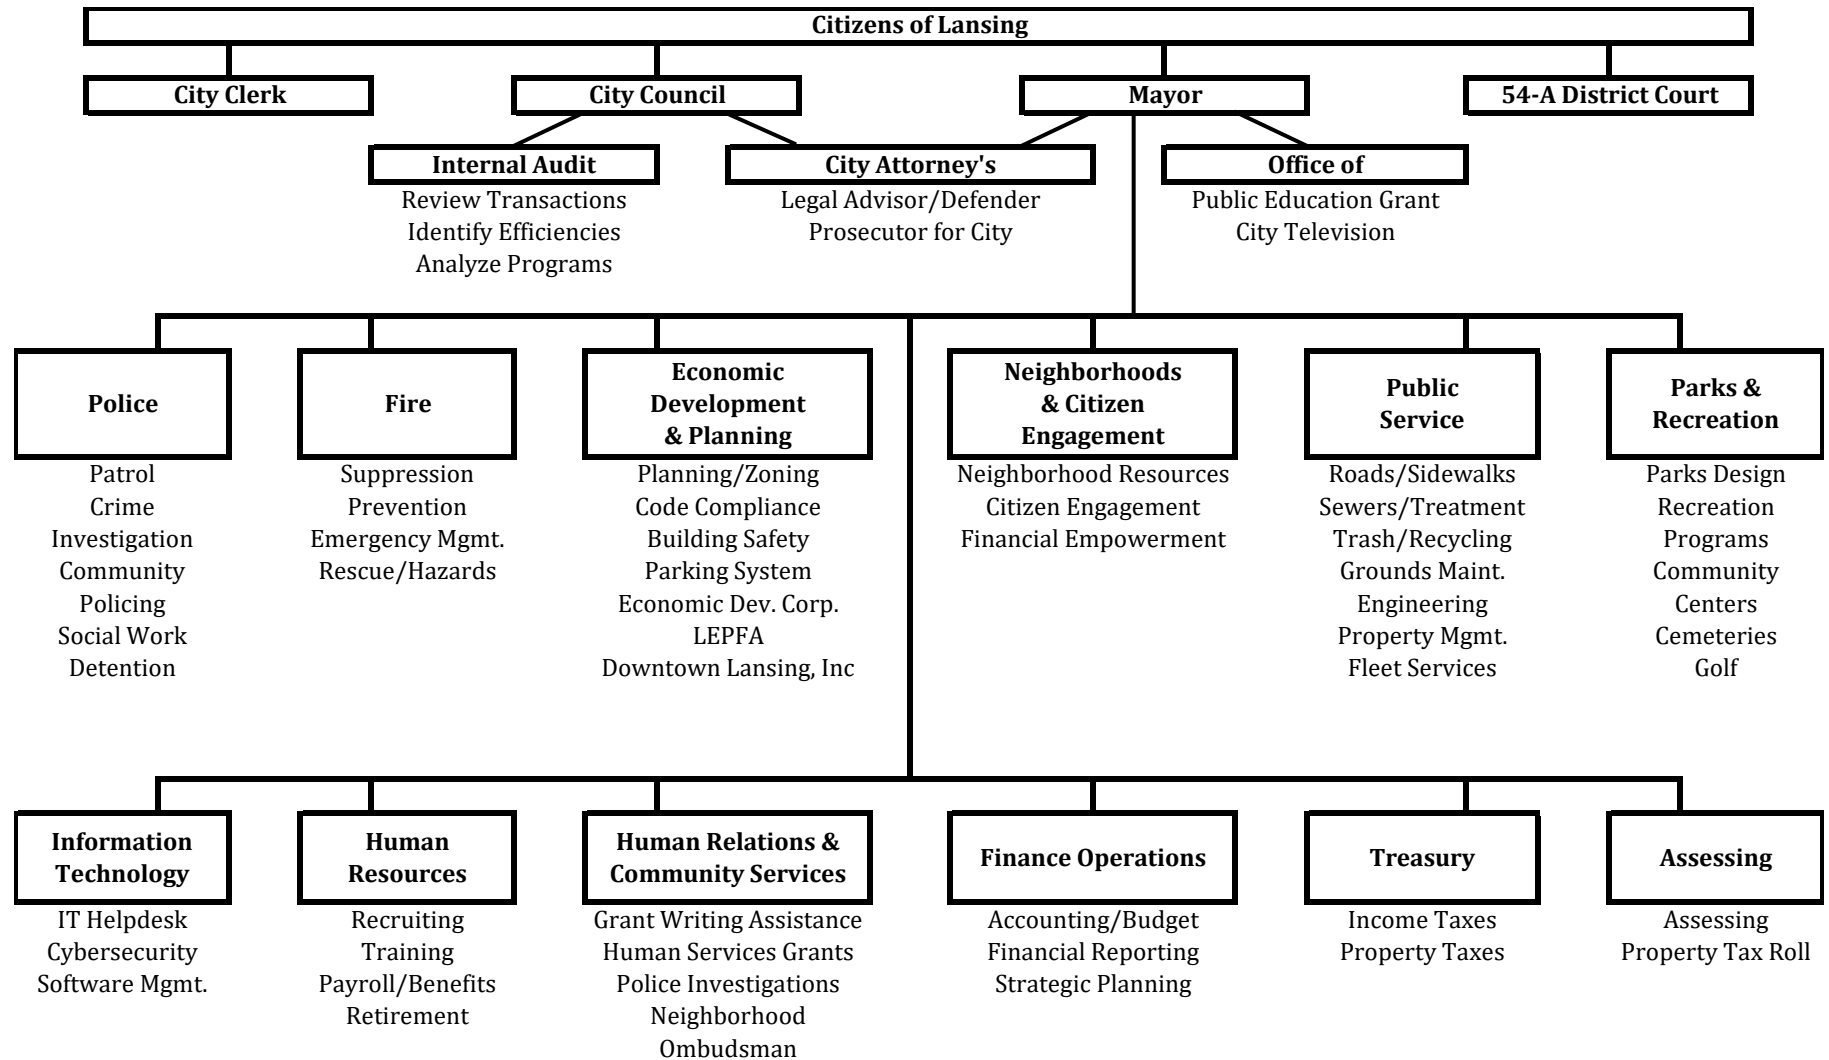 Citizens of Lansing
City Clerk
City Council
Mayor
54-A District Court
Internal Audit
Review Transactions
Identify Efficiencies
Analyze Programs
City Attorney's
Legal Advisor/Defender
Prosecutor for City
Office of
Public Education Grant
City Television
Police
Patrol
Crime
Investigation
Community
Policing
Social Work
Detention
Fire
Suppression
Prevention
Emergency Mgmt.
Rescue/Hazards
Economic
Development
& Planning
Planning/Zoning
Code Compliance
Building Safety
Parking System
Economic Dev. Corp.
LEPFA
Downtown Lansing, Inc
Neighborhoods
& Citizen
Engagement
Neighborhood Resources
Citizen Engagement
Financial Empowerment
Public
Service
Roads/Sidewalks
Sewers/Treatment
Trash/Recycling
Grounds Maint.
Engineering
Property Mgmt.
Fleet Services
Parks &
Recreation
Parks Design
Recreation
Programs
Community
Centers
Cemeteries
Golf
Information
Technology
IT Helpdesk
Cybersecurity
Software Mgmt.
Human
Resources
Recruiting
Training
Payroll/Benefits
Retirement
Human Relations &
Community Services
Grant Writing Assistance
Human Services Grants
Police Investigations
Neighborhood
Ombudsman
Finance Operations
Accounting/Budget
Financial Reporting
Strategic Planning
Treasury
Income Taxes
Property Taxes
Assessing
Assessing
Property Tax Roll